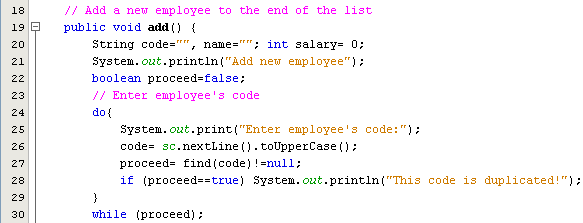 18 // Add a new employee to the end of the list
19 public void add() {
20 String code="", name=""; int salary= 0;
21 System.out.println("Add new employee");
22 boolean proceed=false;
23 // Enter employee's code
24 do{
25 System.out.print("Enter employee's code:");
26 code= sc.nextLine().toUpperCase();
27 proceed= find(code)!=null;
28 if (proceed==true) System.out.println("This code is duplicated!");
29 }
30 while (proceed);